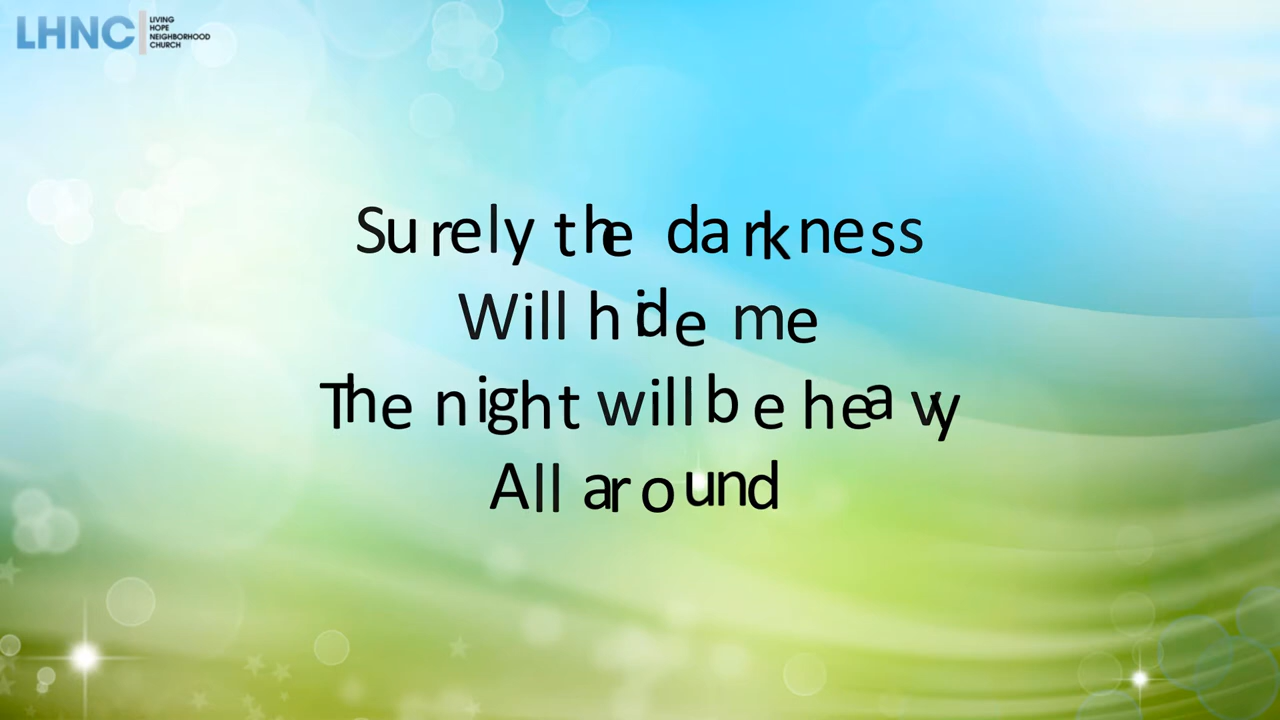 LHNC
LIVING
HOPE
NEIGHBORHOOD
CHURCH
Surely the darkness
Will hide me
The night will be heavy
All around